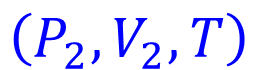 (P₂, V₂, T)